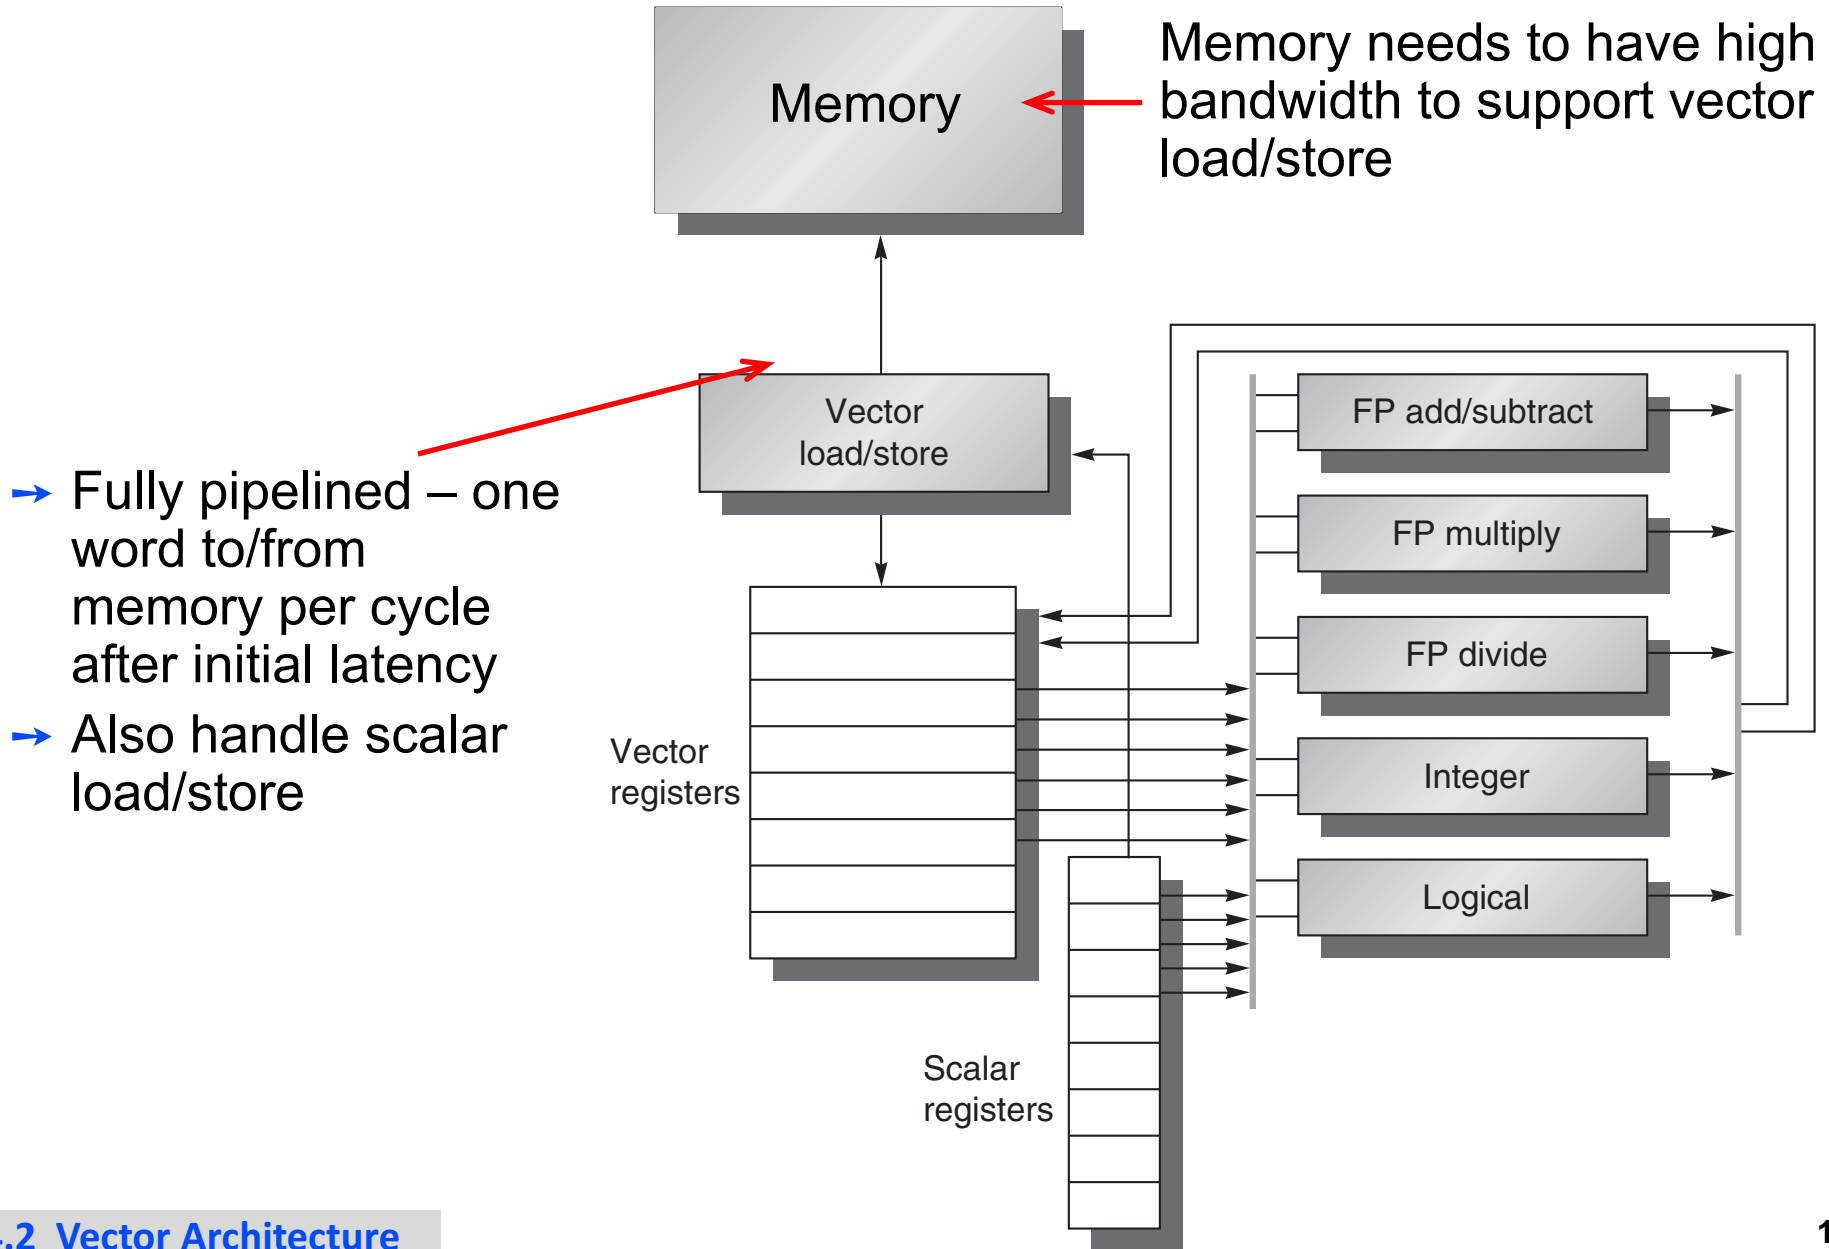 Memory
Memory needs to have high
bandwidth to support vector
load/store
Vector
load/store
→ Fully pipelined – one
word to/from
memory per cycle
after initial latency
→ Also handle scalar
load/store
FP add/subtract
FP multiply
FP divide
Integer
Logical
Vector
registers
Scalar
registers
.2 Vector Architecture
1